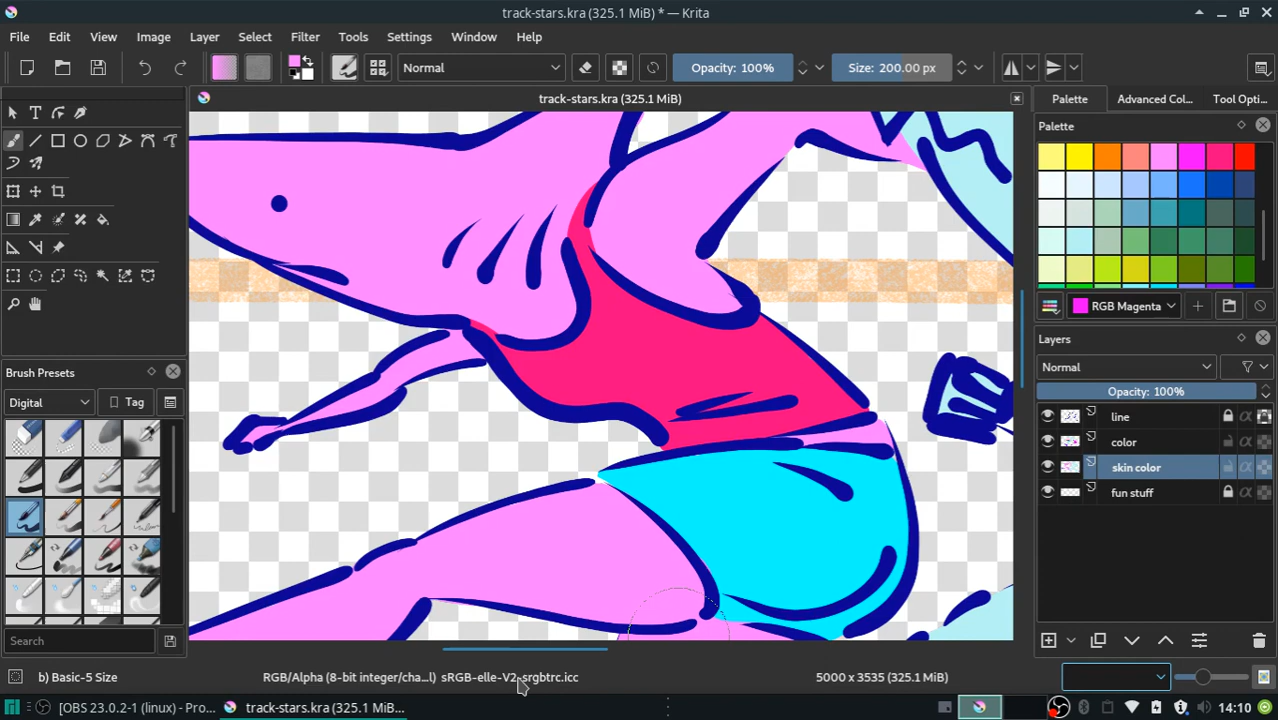 track-stars.kra (325.1 MiB) * — Krita
File Edit View Image Layer Select Filter Tools Settings Window Help
Normal Opacity: 100% Size: 200.00 px
track-stars.kra (325.1 MiB)
Palette Advanced Col... Tool Opti...
Palette
RGB Magenta
Layers
Normal
Opacity: 100%
line
color
skin color
fun stuff
Brush Presets
Digital Tag
Search
b) Basic-5 Size RGB/Alpha (8-bit integer/cha...l) sRGB-elle-V2-srgbtrc.icc 5000 x 3535 (325.1 MiB)
[OBS 23.0.2-1 (linux) - Pro... track-stars.kra (325.1 MiB... 14:10